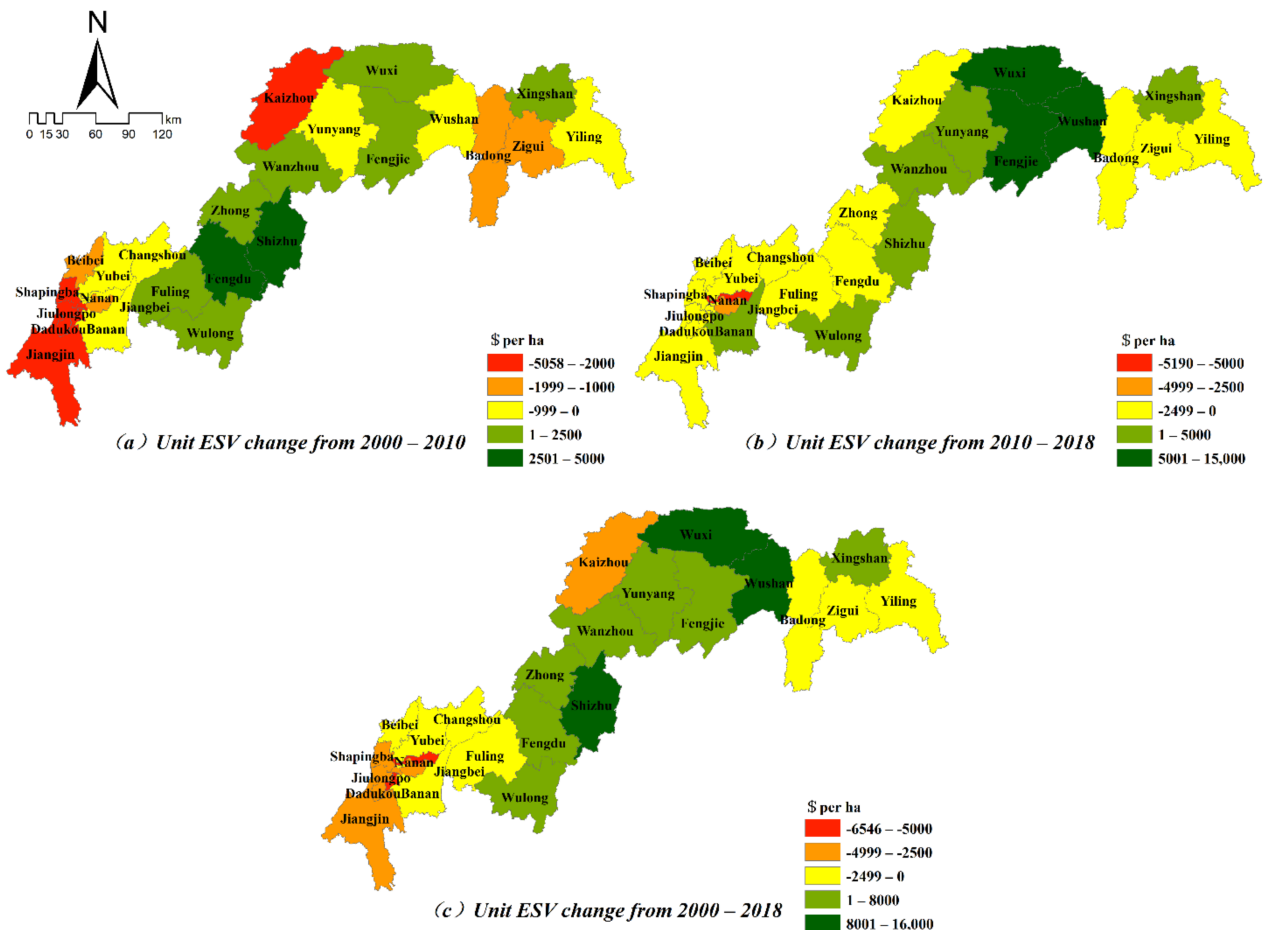 N
0 15 30 60 90 120
km
Wuxi
Kaizhou
Xingshan
Yunyang
Wushan
Yiling
Zigui
Badong
Wanzhou
Fengjie
Zhong
Shizhu
Changshou
Beibei
Yubei
Fengdu
Shapingba
Nanan
Fuling
Jiulongpo
Jiangbei
Dadukou
Banan
Wulong
Jiangjin
$ per ha
-5058 – -2000
-1999 – -1000
-999 – 0
1 – 2500
2501 – 5000
(a) Unit ESV change from 2000 – 2010
Wuxi
Kaizhou
Xingshan
Yunyang
Wushan
Yiling
Zigui
Badong
Wanzhou
Fengjie
Zhong
Shizhu
Changshou
Beibei
Yubei
Fengdu
Shapingba
Nanan
Fuling
Jiulongpo
Jiangbei
Dadukou
Banan
Wulong
Jiangjin
$ per ha
-5190 – -5000
-4999 – -2500
-2499 – 0
1 – 5000
5001 – 15,000
(b) Unit ESV change from 2010 – 2018
Wuxi
Kaizhou
Xingshan
Yunyang
Wushan
Yiling
Zigui
Badong
Wanzhou
Fengjie
Zhong
Shizhu
Changshou
Beibei
Yubei
Fengdu
Shapingba
Nanan
Fuling
Jiulongpo
Jiangbei
Dadukou
Banan
Wulong
Jiangjin
$ per ha
-6546 – -5000
-4999 – -2500
-2499 – 0
1 – 8000
8001 – 16,000
(c) Unit ESV change from 2000 – 2018